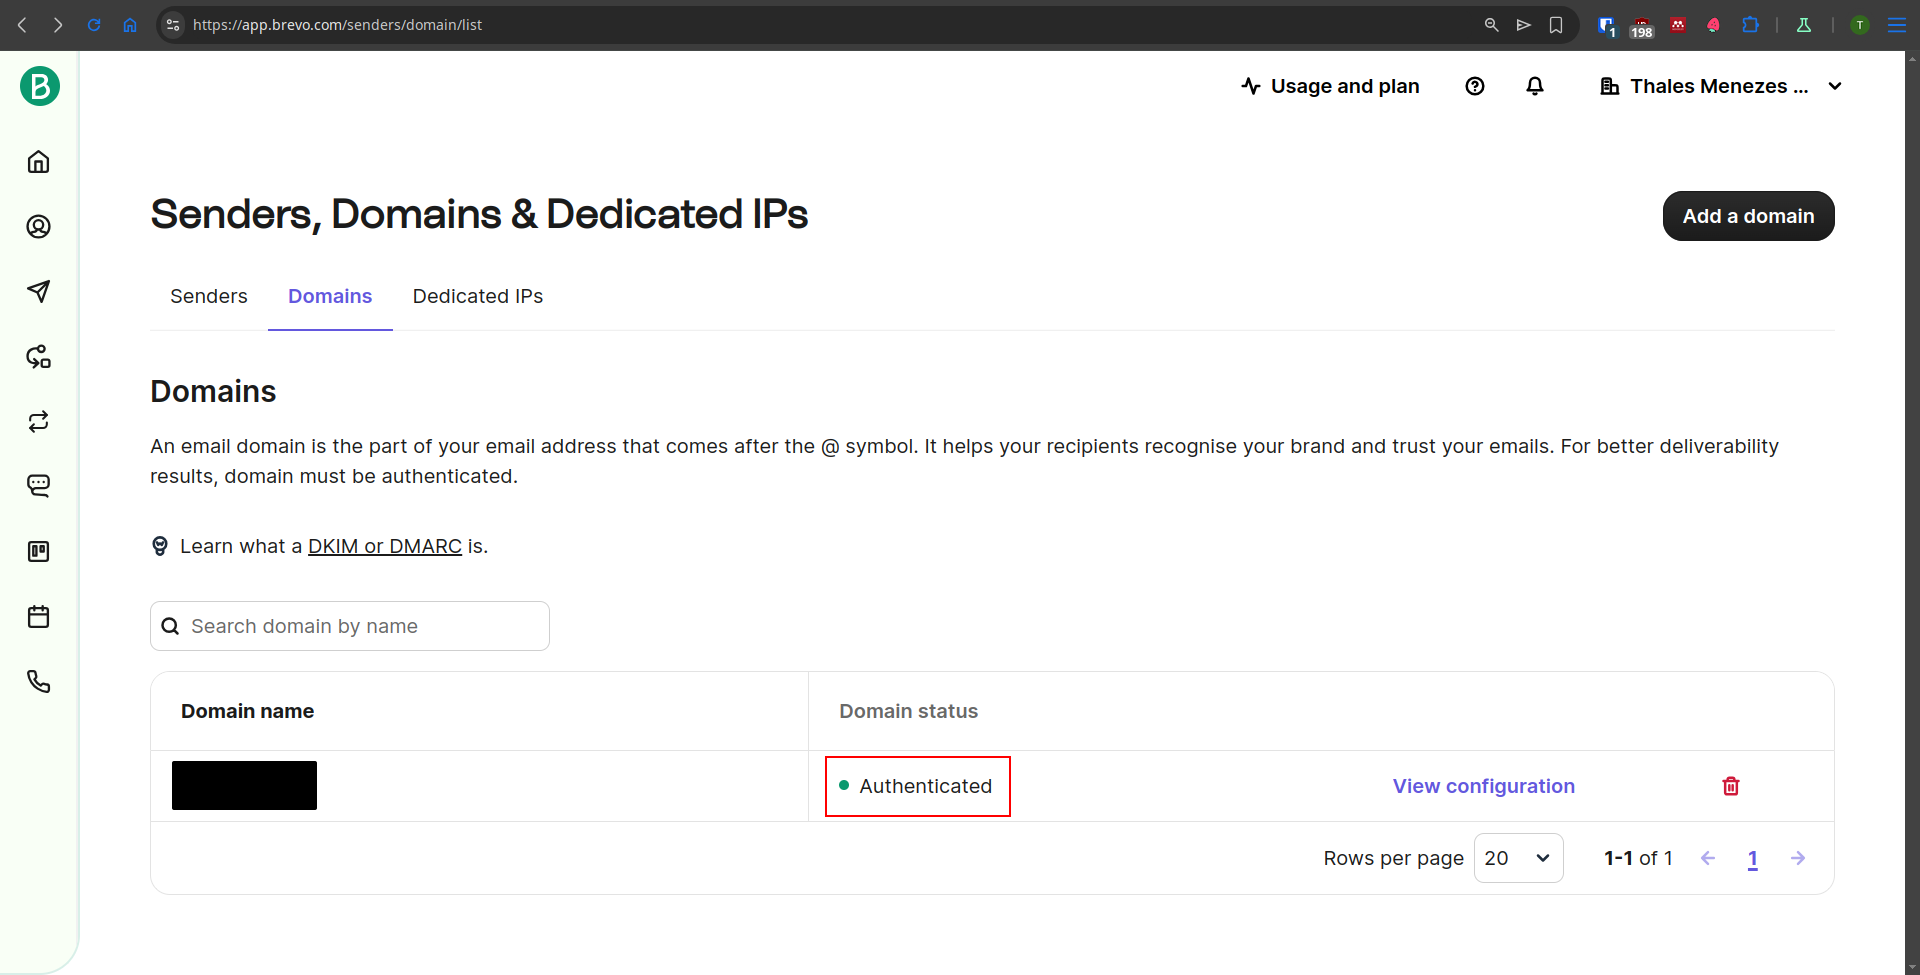 https://app.brevo.com/senders/domain/list
1
198
T
B
Usage and plan
Thales Menezes ...
Senders, Domains & Dedicated IPs
Add a domain
Senders
Domains
Dedicated IPs
Domains
An email domain is the part of your email address that comes after the @ symbol. It helps your recipients recognise your brand and trust your emails. For better deliverability
results, domain must be authenticated.
Learn what a DKIM or DMARC is.
Search domain by name
Domain name
Domain status
Authenticated
View configuration
Rows per page
20
1-1 of 1
1